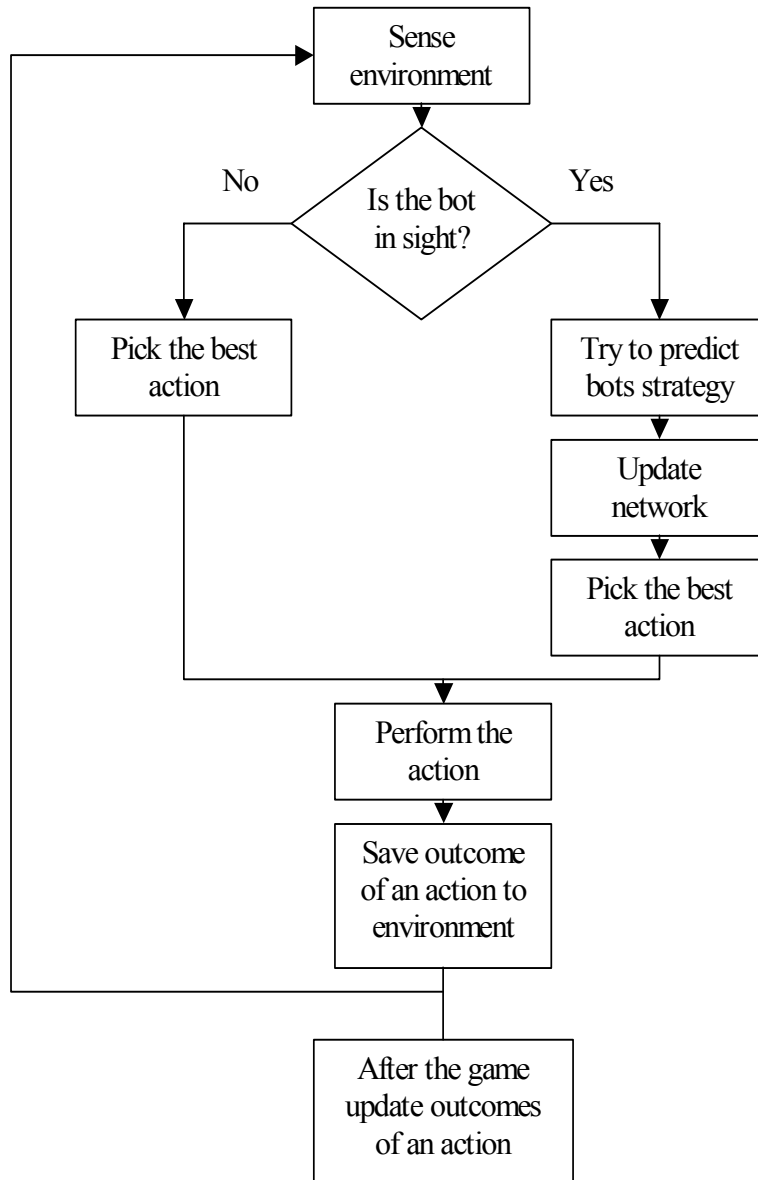 Sense
environment
No
Yes
Is the bot
in sight?
Pick the best
action
Try to predict
bots strategy
Update
network
Pick the best
action
Perform the
action
Save outcome
of an action to
environment
After the game
update outcomes
of an action